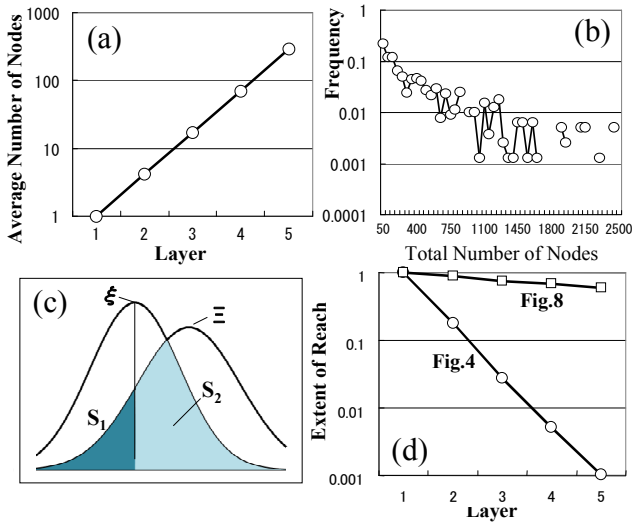 Average Number of Nodes
1000
100
10
1
(a)
1 2 3 4 5
Layer
Frequency
1
0.1
0.01
0.001
0.0001
(b)
50 400 750 1100 1450 1800 2150 2500
Total Number of Nodes
(c)
ξ
Ξ
S1
S2
Extent of Reach
1
0.1
0.01
0.001
Fig.8
Fig.4
(d)
1 2 3 4 5
Layer